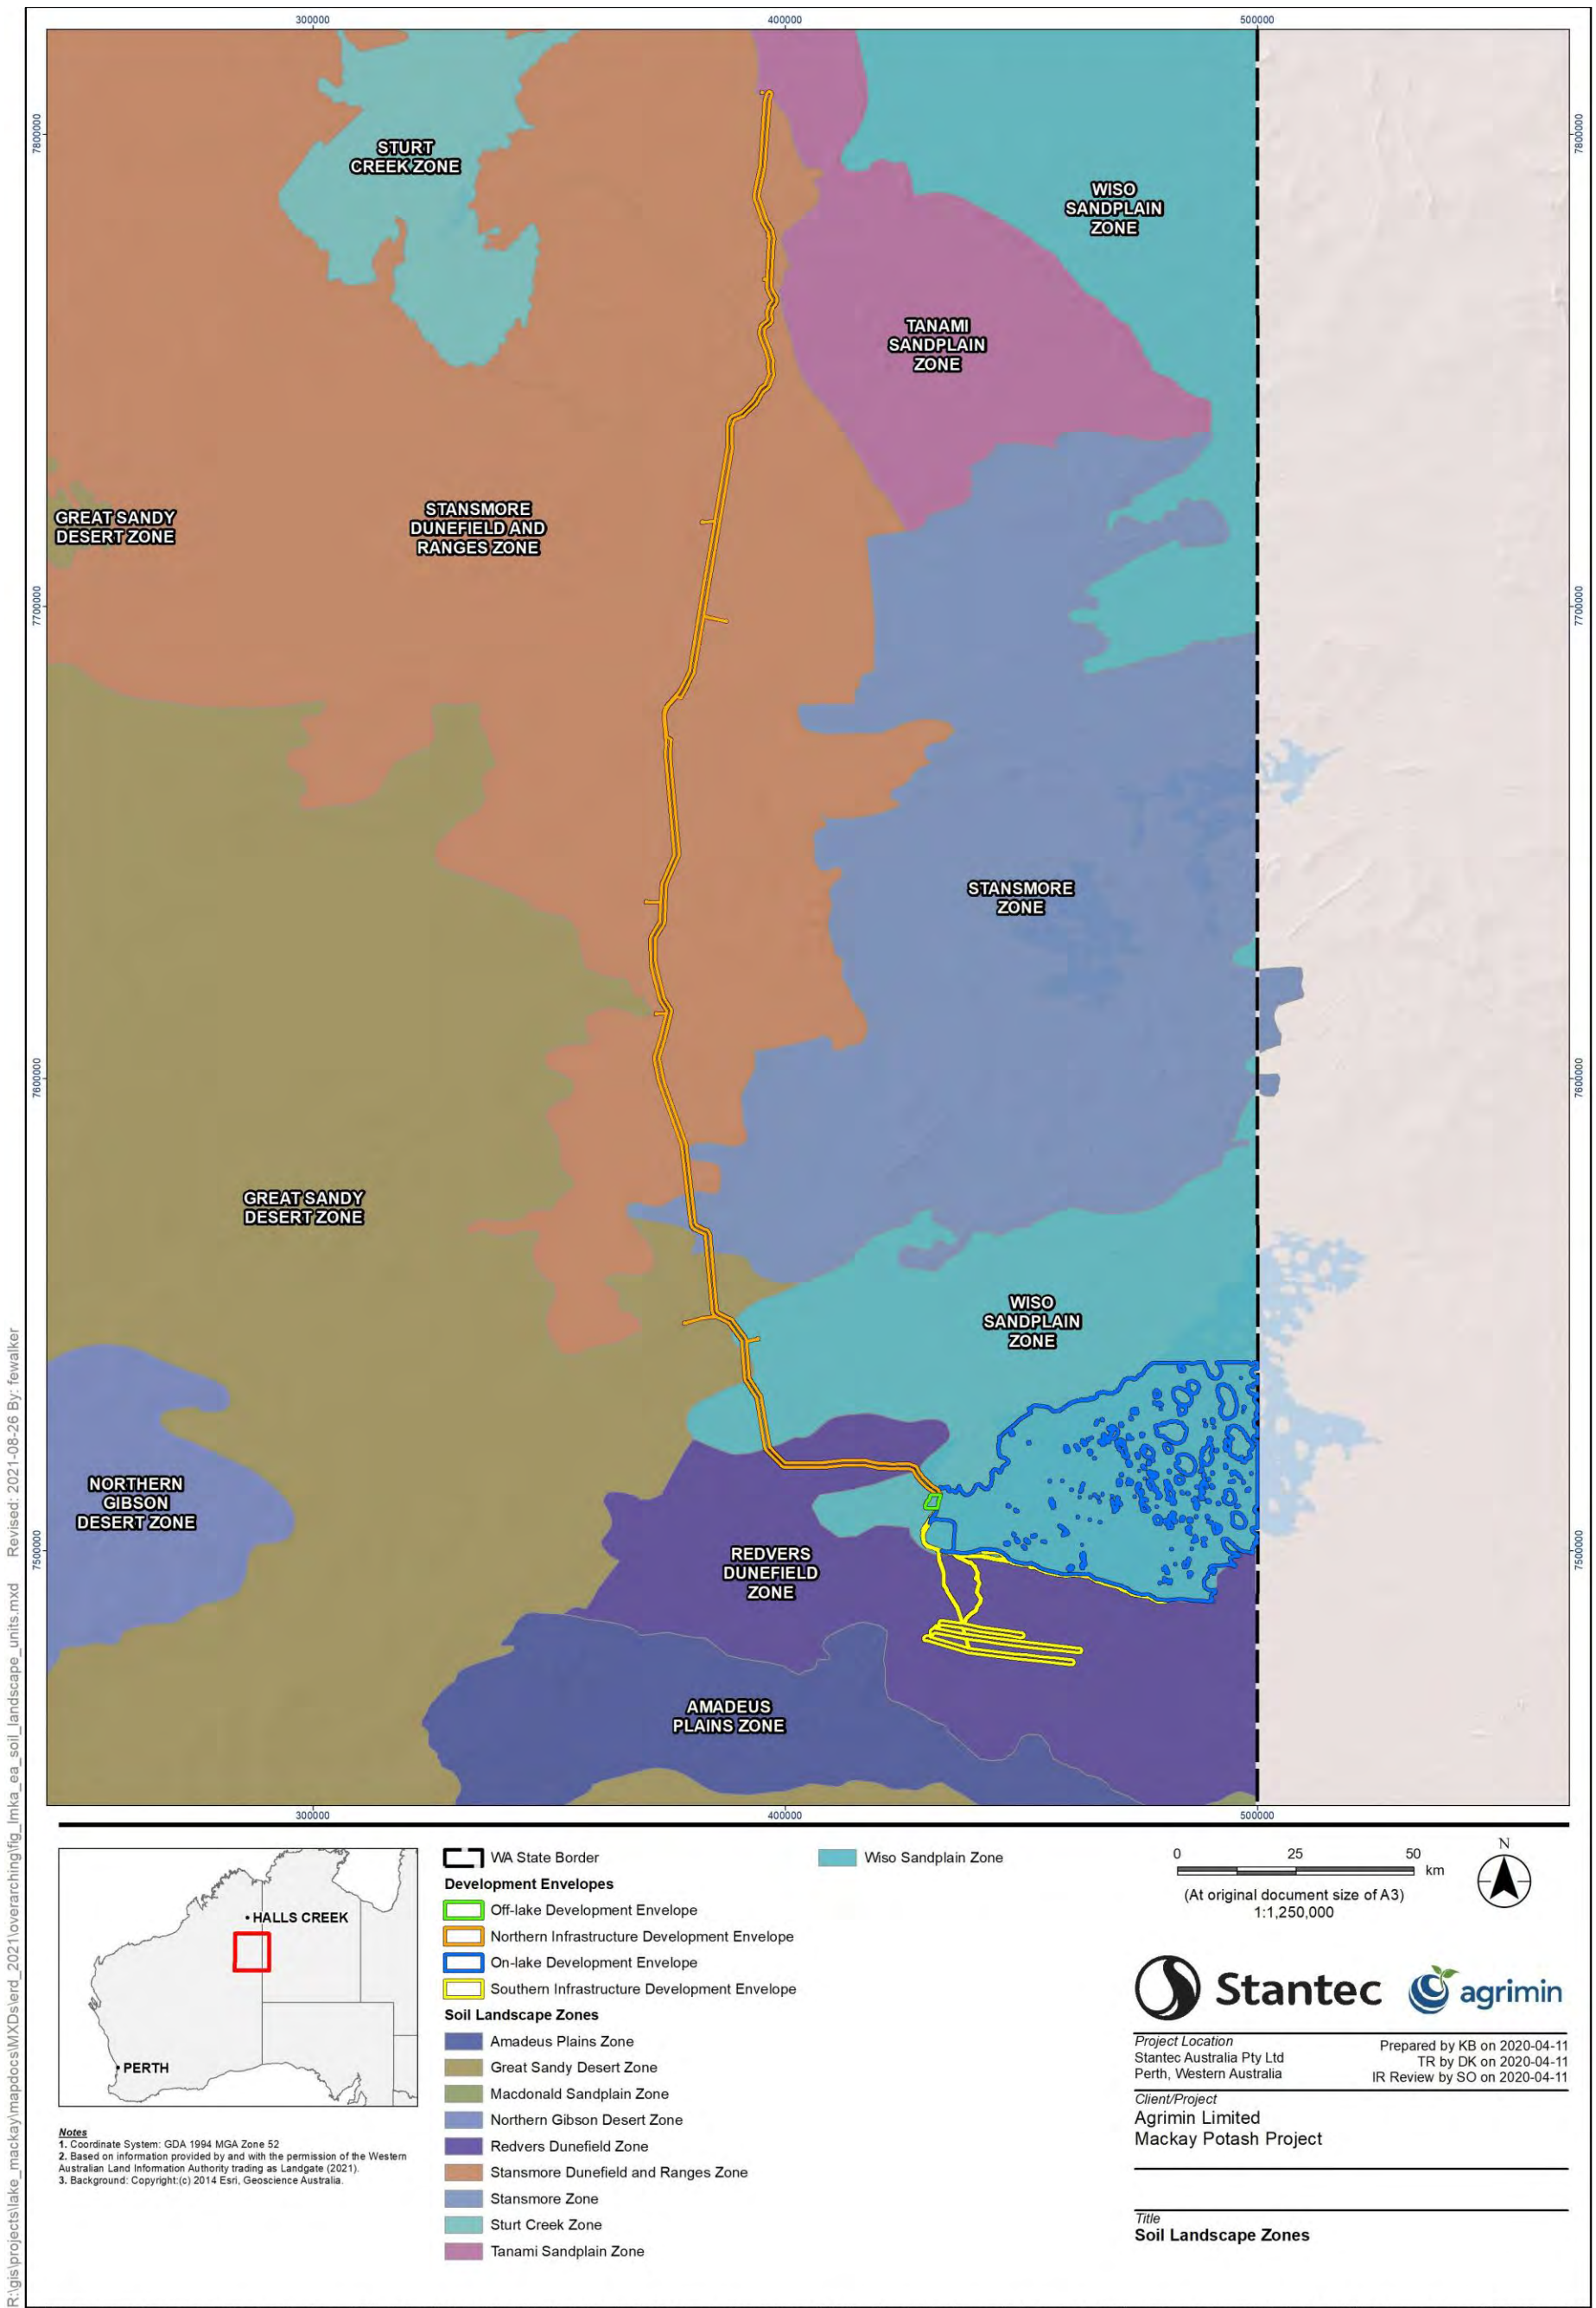 300000
400000
500000
7800000
7800000
STURT
CREEK ZONE
WISO
SANDPLAIN
ZONE
TANAMI
SANDPLAIN
ZONE
GREAT SANDY
DESERT ZONE
STANSMORE
DUNEFIELD AND
RANGES ZONE
7700000
7700000
STANSMORE
ZONE
7600000
7600000
GREAT SANDY
DESERT ZONE
WISO
SANDPLAIN
ZONE
NORTHERN
GIBSON
DESERT ZONE
7500000
7500000
REDVERS
DUNEFIELD
ZONE
AMADEUS
PLAINS ZONE
300000
400000
500000
R:\gis\projects\lake_mackay\mapdocs\MXDs\erd_2021\overarching\fig_lmka_ea_soil_landscape_units.mxd Revised: 2021-08-26 By: fewalker
HALLS CREEK
PERTH
Notes
1. Coordinate System: GDA 1994 MGA Zone 52
2. Based on information provided by and with the permission of the Western
Australian Land Information Authority trading as Landgate (2021).
3. Background: Copyright:(c) 2014 Esri, Geoscience Australia.
WA State Border
Development Envelopes
Off-lake Development Envelope
Northern Infrastructure Development Envelope
On-lake Development Envelope
Southern Infrastructure Development Envelope
Soil Landscape Zones
Amadeus Plains Zone
Great Sandy Desert Zone
Macdonald Sandplain Zone
Northern Gibson Desert Zone
Redvers Dunefield Zone
Stansmore Dunefield and Ranges Zone
Stansmore Zone
Sturt Creek Zone
Tanami Sandplain Zone
Wiso Sandplain Zone
0 25 50
km
(At original document size of A3)
1:1,250,000
N
Stantec
agrimin
Project Location
Stantec Australia Pty Ltd
Perth, Western Australia
Prepared by KB on 2020-04-11
TR by DK on 2020-04-11
IR Review by SO on 2020-04-11
Client/Project
Agrimin Limited
Mackay Potash Project
Title
Soil Landscape Zones